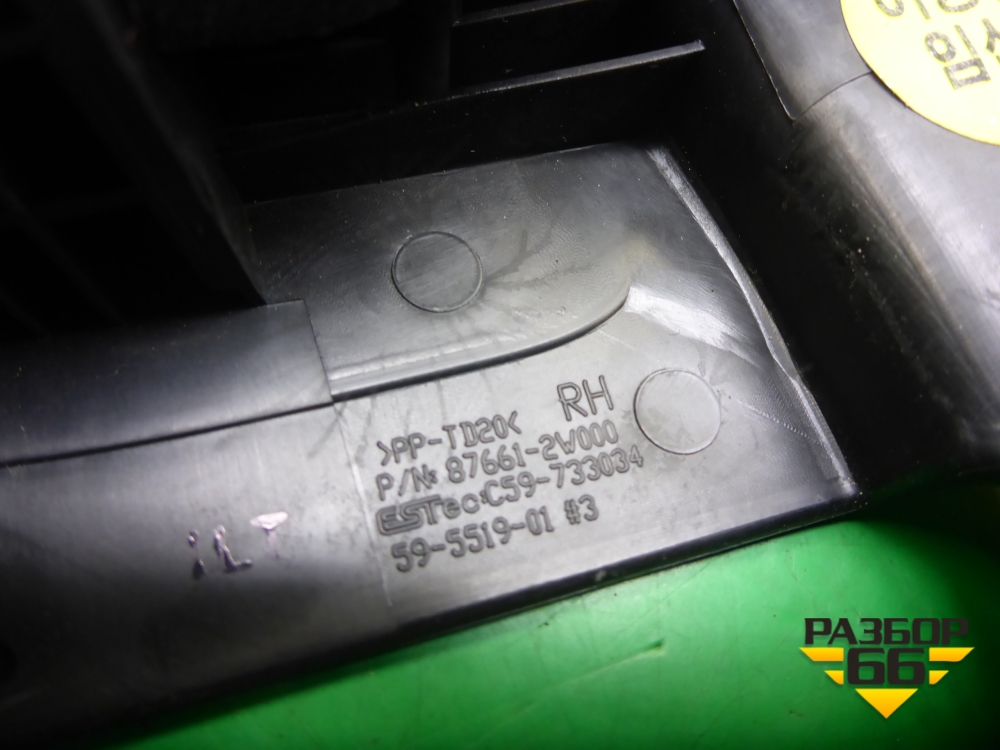 RH
>PP-TD20<
P/N: 87661-2W000
ESTec:C59-733034
59-5519-01 #3
РАЗБОР
66